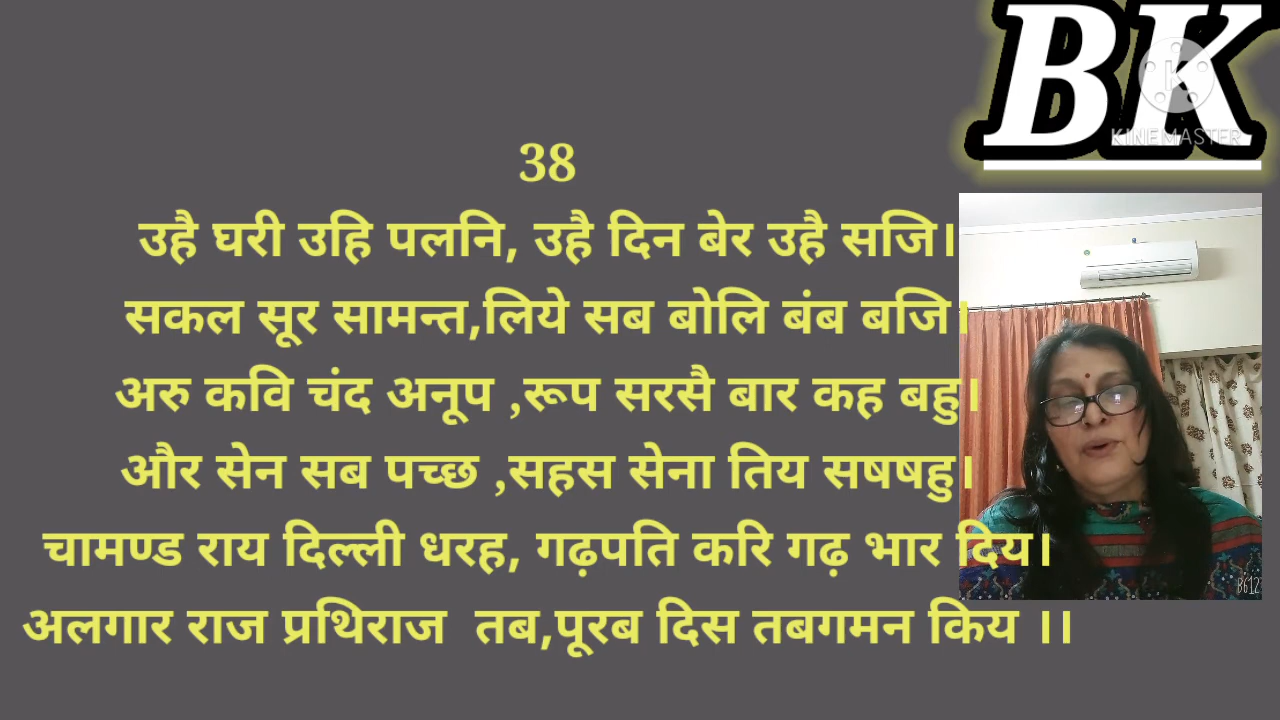 BK
KINEMASTER
38
उहै घरी उहि पलनि, उहै दिन बेर उहै सजि।
सकल सूर सामन्त,लिये सब बोलि बंब बजि।
अरु कवि चंद अनूप ,रूप सरसै बार कह बहु।
और सेन सब पच्छ ,सहस सेना तिय सषषहु।
चामण्ड राय दिल्ली धरह, गढ़पति करि गढ़ भार दिय।
अलगार राज प्रथिराज तब,पूरब दिस तबगमन किय ।।
B612